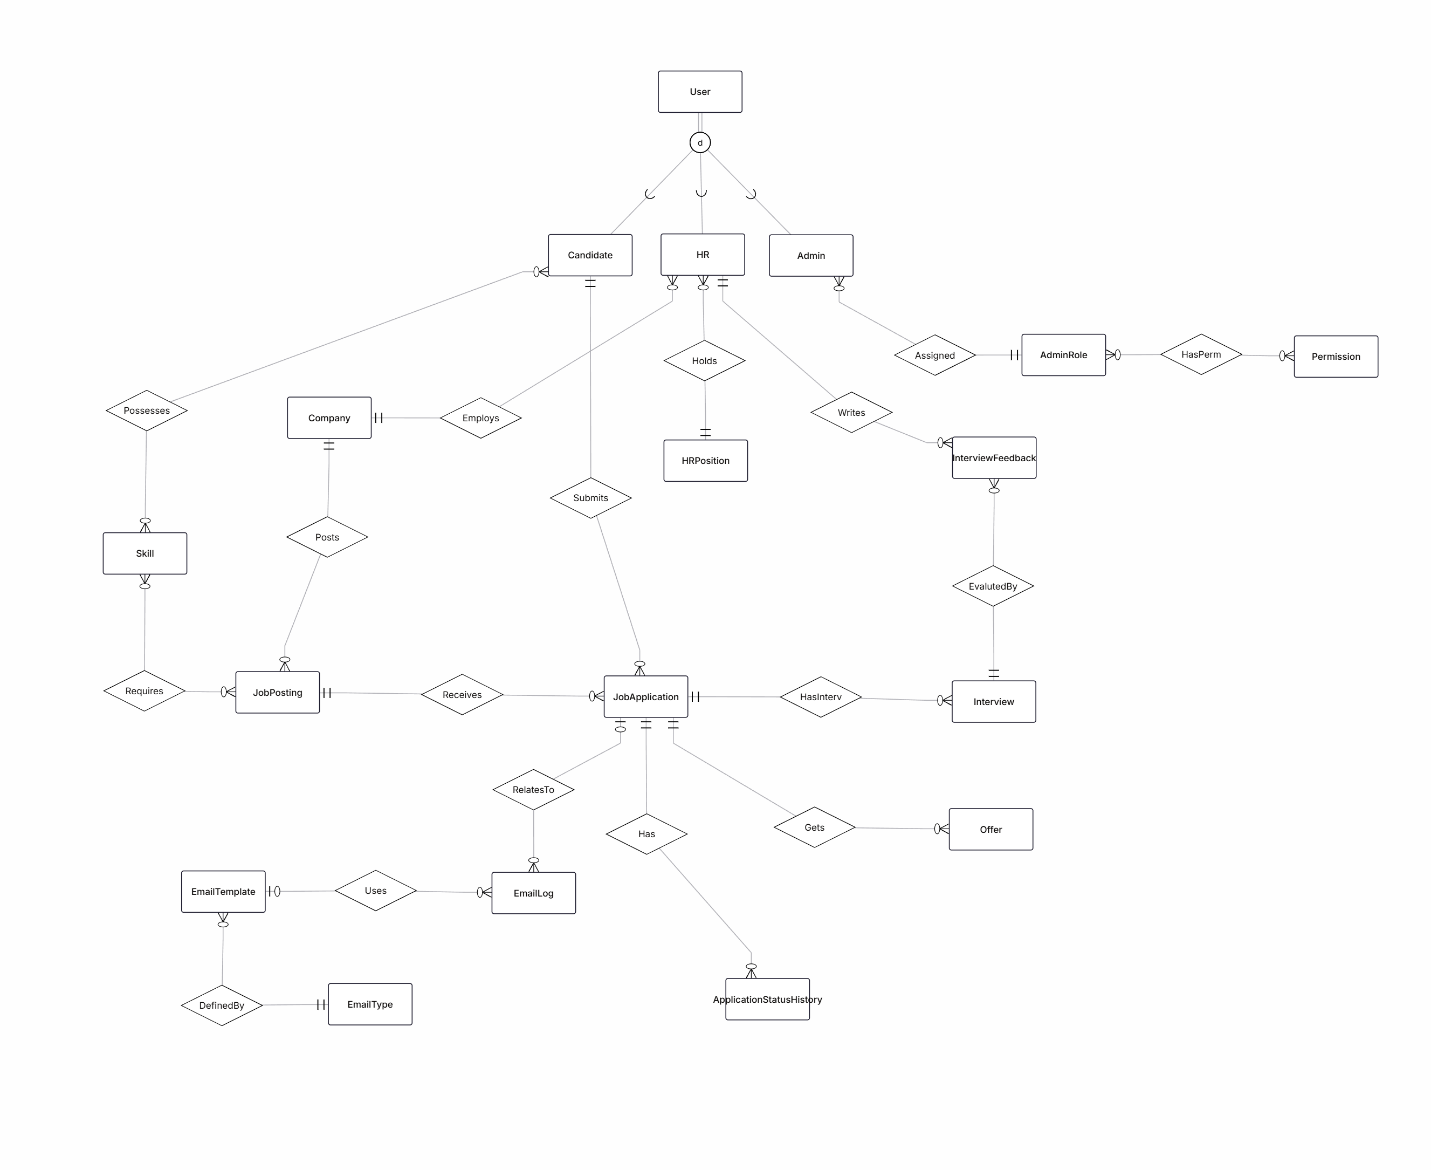 User
d
Candidate
HR
Admin
Assigned
AdminRole
HasPerm
Permission
Holds
Possesses
Company
Employs
Writes
HRPosition
InterviewFeedback
Submits
Posts
Skill
EvalutedBy
Requires
JobPosting
Receives
JobApplication
HasInterv
Interview
RelatesTo
Has
Gets
Offer
EmailTemplate
Uses
EmailLog
DefinedBy
EmailType
ApplicationStatusHistory